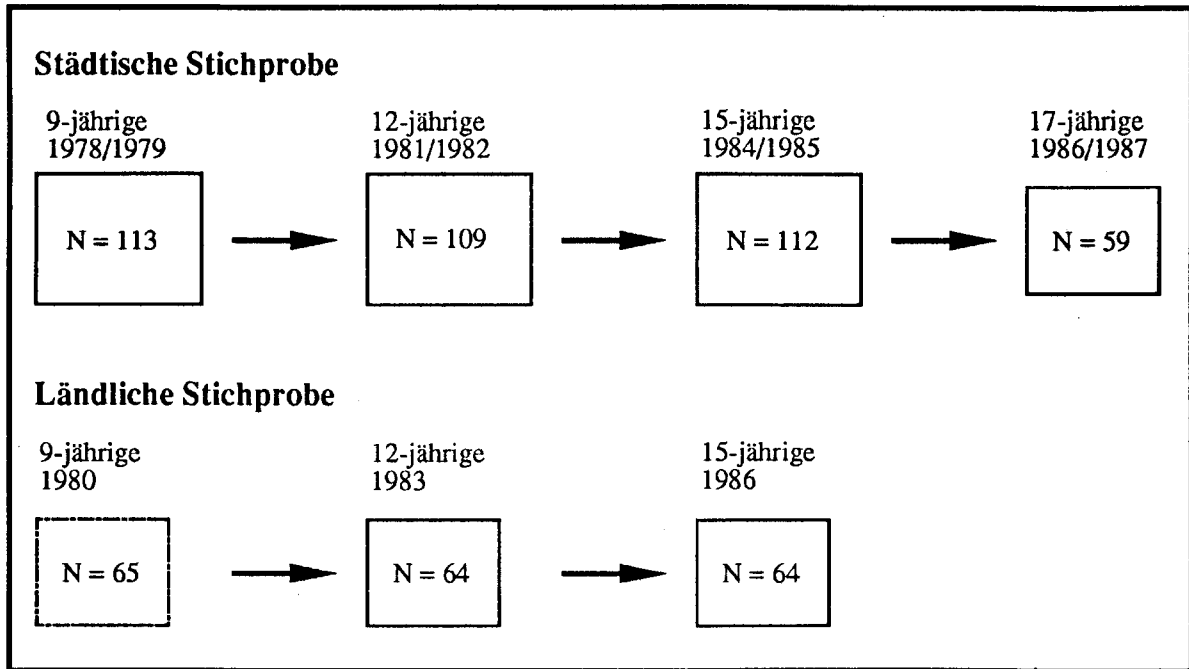 Städtische Stichprobe
9-jährige 12-jährige 15-jährige 17-jährige
1978/1979 1981/1982 1984/1985 1986/1987
N = 113 N = 109 N = 112 N = 59
Ländliche Stichprobe
9-jährige 12-jährige 15-jährige
1980 1983 1986
N = 65 N = 64 N = 64